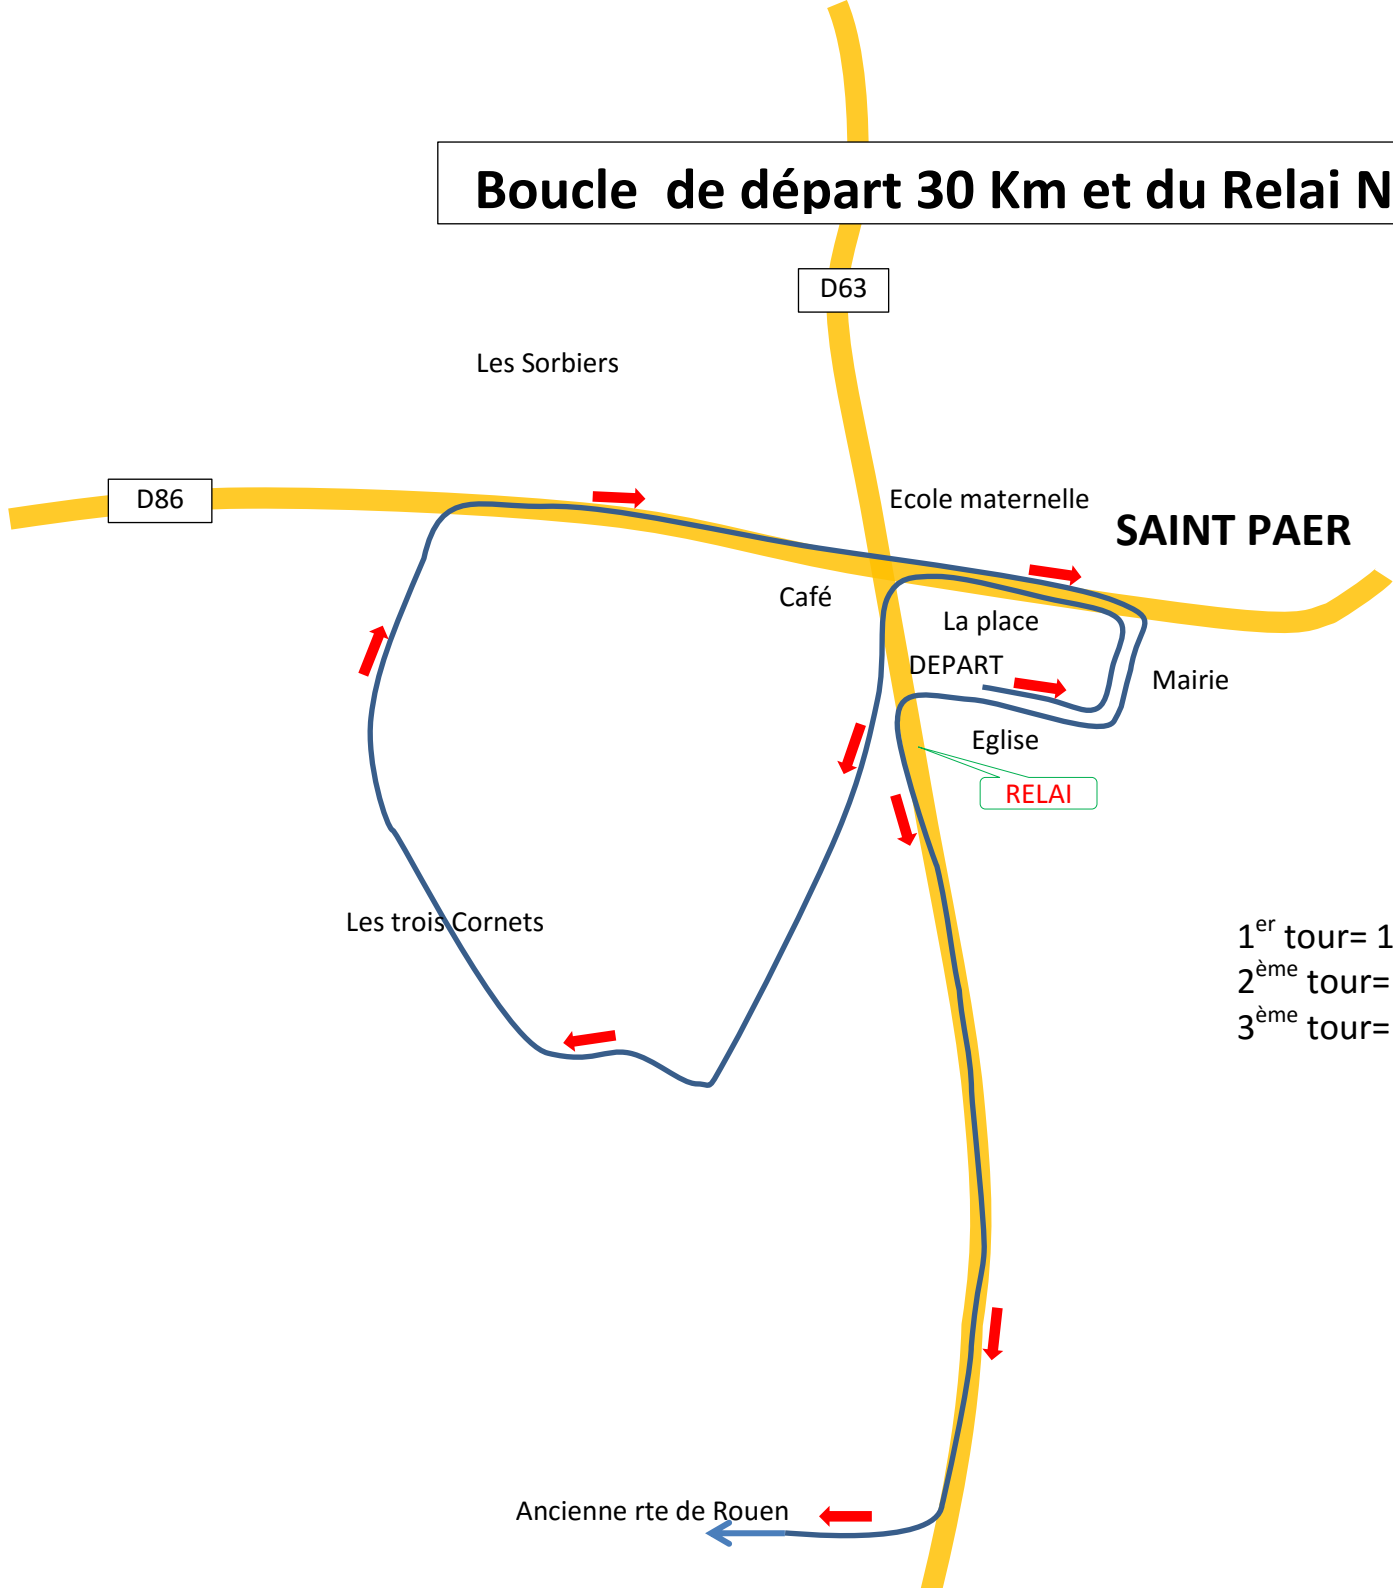 Boucle  de départ 30 Km et du Relai N
D63
Les Sorbiers
D86
Ecole maternelle
SAINT PAER
Café
La place
DEPART
Mairie
Eglise
RELAI
Les trois Cornets
1er tour= 1
2ème tour=
3ème tour=
Ancienne rte de Rouen